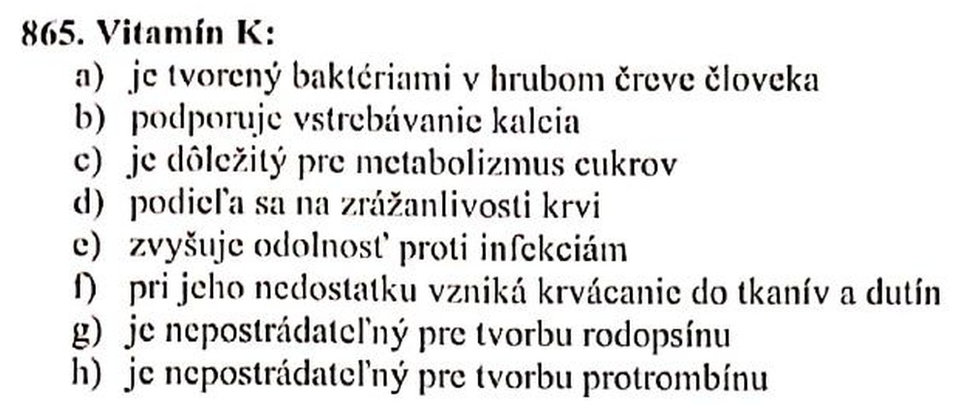 865. Vitamín K:
a) je tvorený baktériami v hrubom čreve človeka
b) podporuje vstrebávanie kalcia
c) je dôležitý pre metabolizmus cukrov
d) podieľa sa na zrážanlivosti krvi
e) zvyšuje odolnosť proti infekciám
f) pri jeho nedostatku vzniká krvácanie do tkanív a dutín
g) je nepostrádateľný pre tvorbu rodopsínu
h) je nepostrádateľný pre tvorbu protrombínu